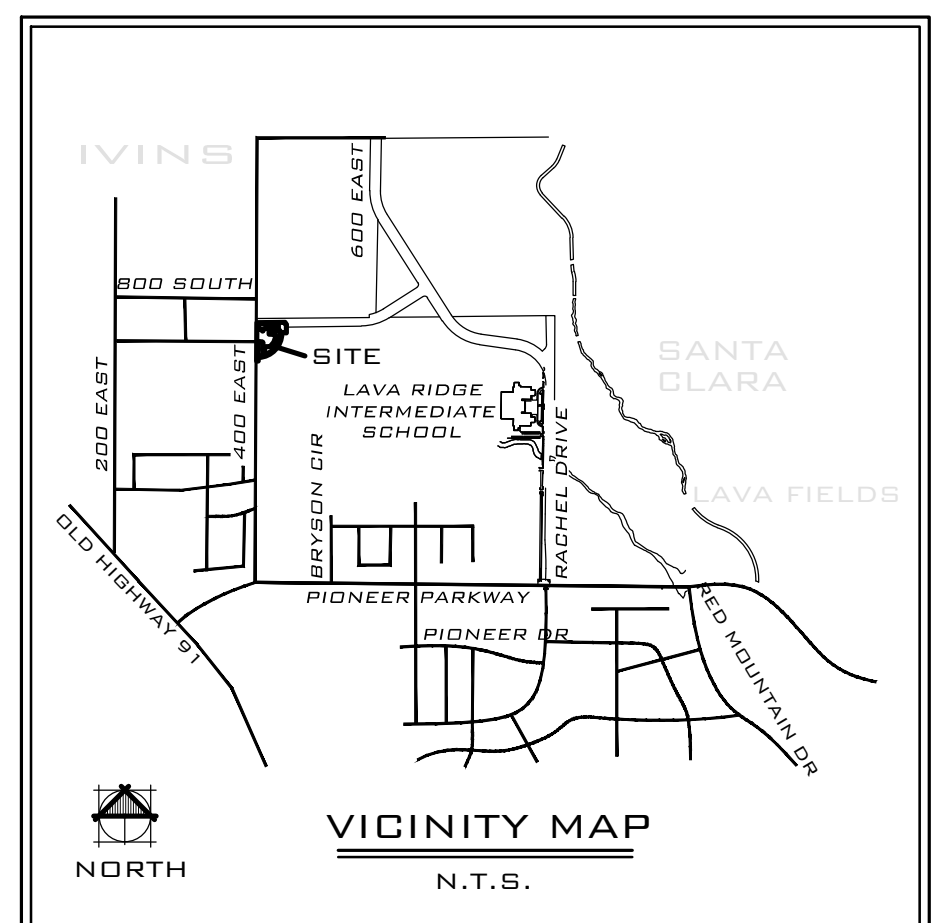 IVINS
600 EAST
800 SOUTH
SITE
SANTA
CLARA
200 EAST
400 EAST
LAVA RIDGE
INTERMEDIATE
SCHOOL
BRYSON CIR
RACHEL DRIVE
LAVA FIELDS
OLD HIGHWAY 91
PIONEER PARKWAY
PIONEER DR
RED MOUNTAIN DR
NORTH
VICINITY MAP
N.T.S.